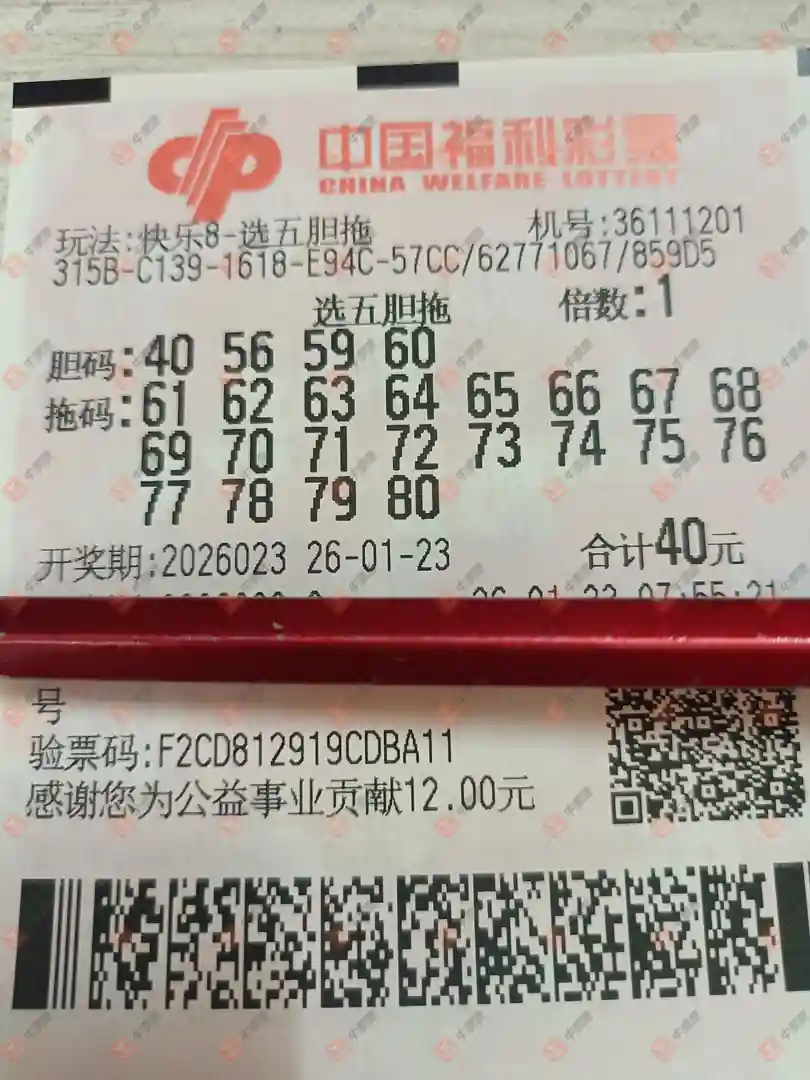 中国福利彩票
CHINA WELFARE LOTTERY
玩法:快乐8-选五胆拖 机号:36111201
315B-C139-1618-E94C-57CC/62771067/859D5
选五胆拖 倍数:1
胆码:40 56 59 60
拖码:61 62 63 64 65 66 67 68
69 70 71 72 73 74 75 76
77 78 79 80
开奖期:2026023 26-01-23 合计40元
号
验票码:F2CD812919CDBA11
感谢您为公益事业贡献12.00元